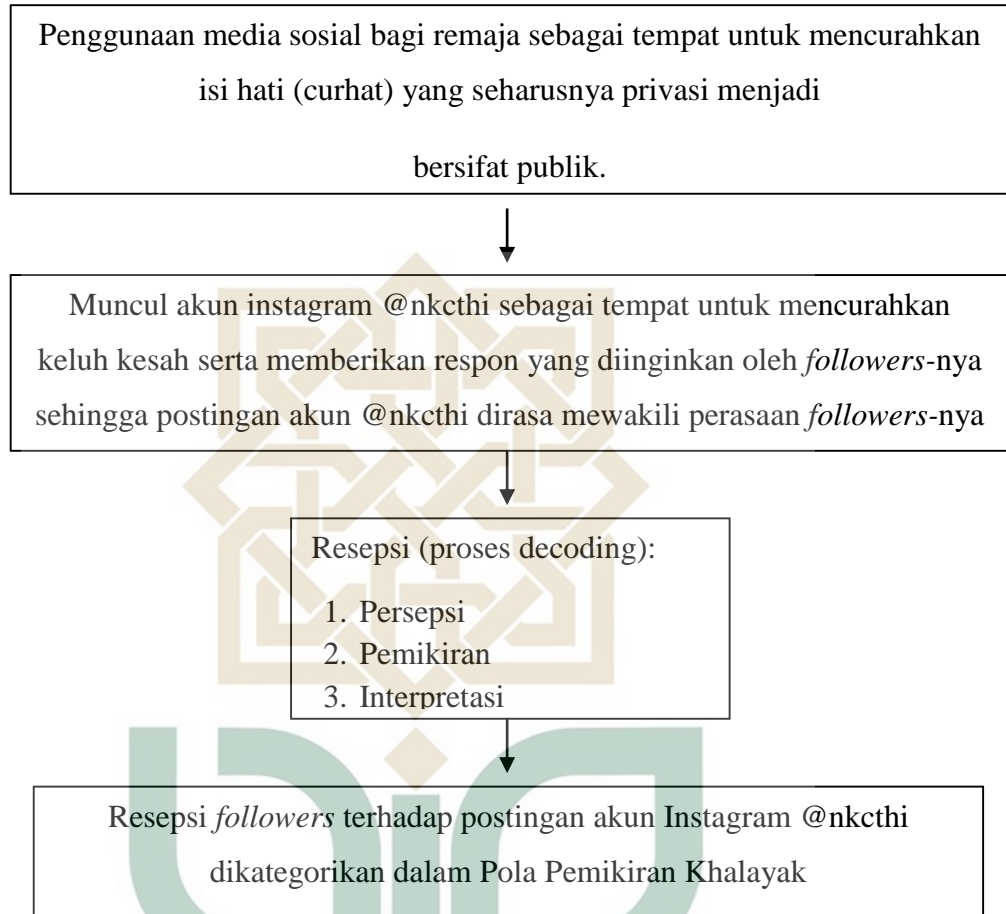 Penggunaan media sosial bagi remaja sebagai tempat untuk mencurahkan
isi hati (curhat) yang seharusnya privasi menjadi
bersifat publik.
Muncul akun instagram @nkcthi sebagai tempat untuk mencurahkan
keluh kesah serta memberikan respon yang diinginkan oleh followers-nya
sehingga postingan akun @nkcthi dirasa mewakili perasaan followers-nya
Resepsi (proses decoding):
1. Persepsi
2. Pemikiran
3. Interpretasi
Resepsi followers terhadap postingan akun Instagram @nkcthi
dikategorikan dalam Pola Pemikiran Khalayak